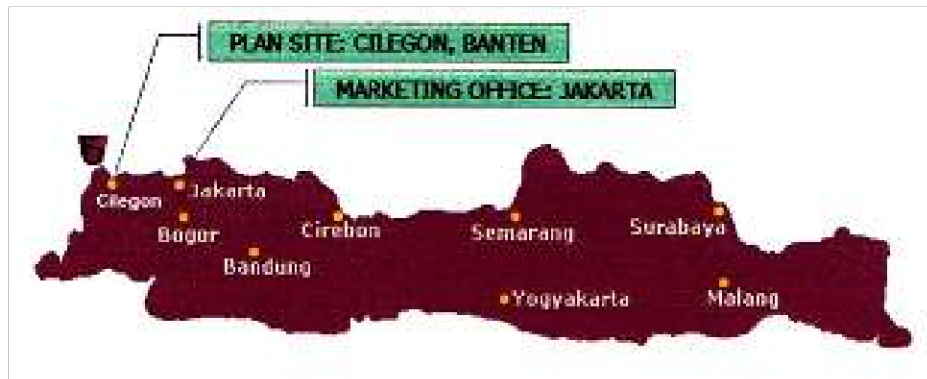 PLAN SITE: CILEGON, BANTEN
MARKETING OFFICE: JAKARTA
Cilegon
Jakarta
Bogor
Bandung
Cirebon
Semarang
Yogyakarta
Surabaya
Malang